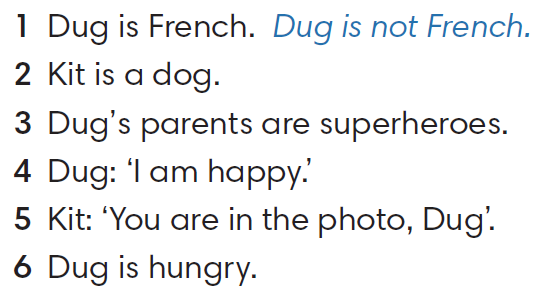 1 Dug is French. Dug is not French.
2 Kit is a dog.
3 Dug’s parents are superheroes.
4 Dug: ‘I am happy.’
5 Kit: ‘You are in the photo, Dug’.
6 Dug is hungry.